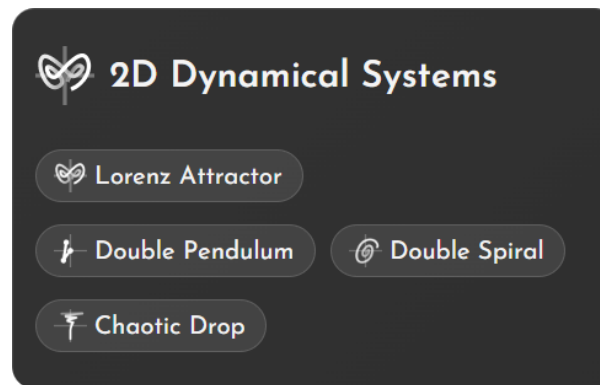 2D Dynamical Systems
Lorenz Attractor
Double Pendulum Double Spiral
Chaotic Drop